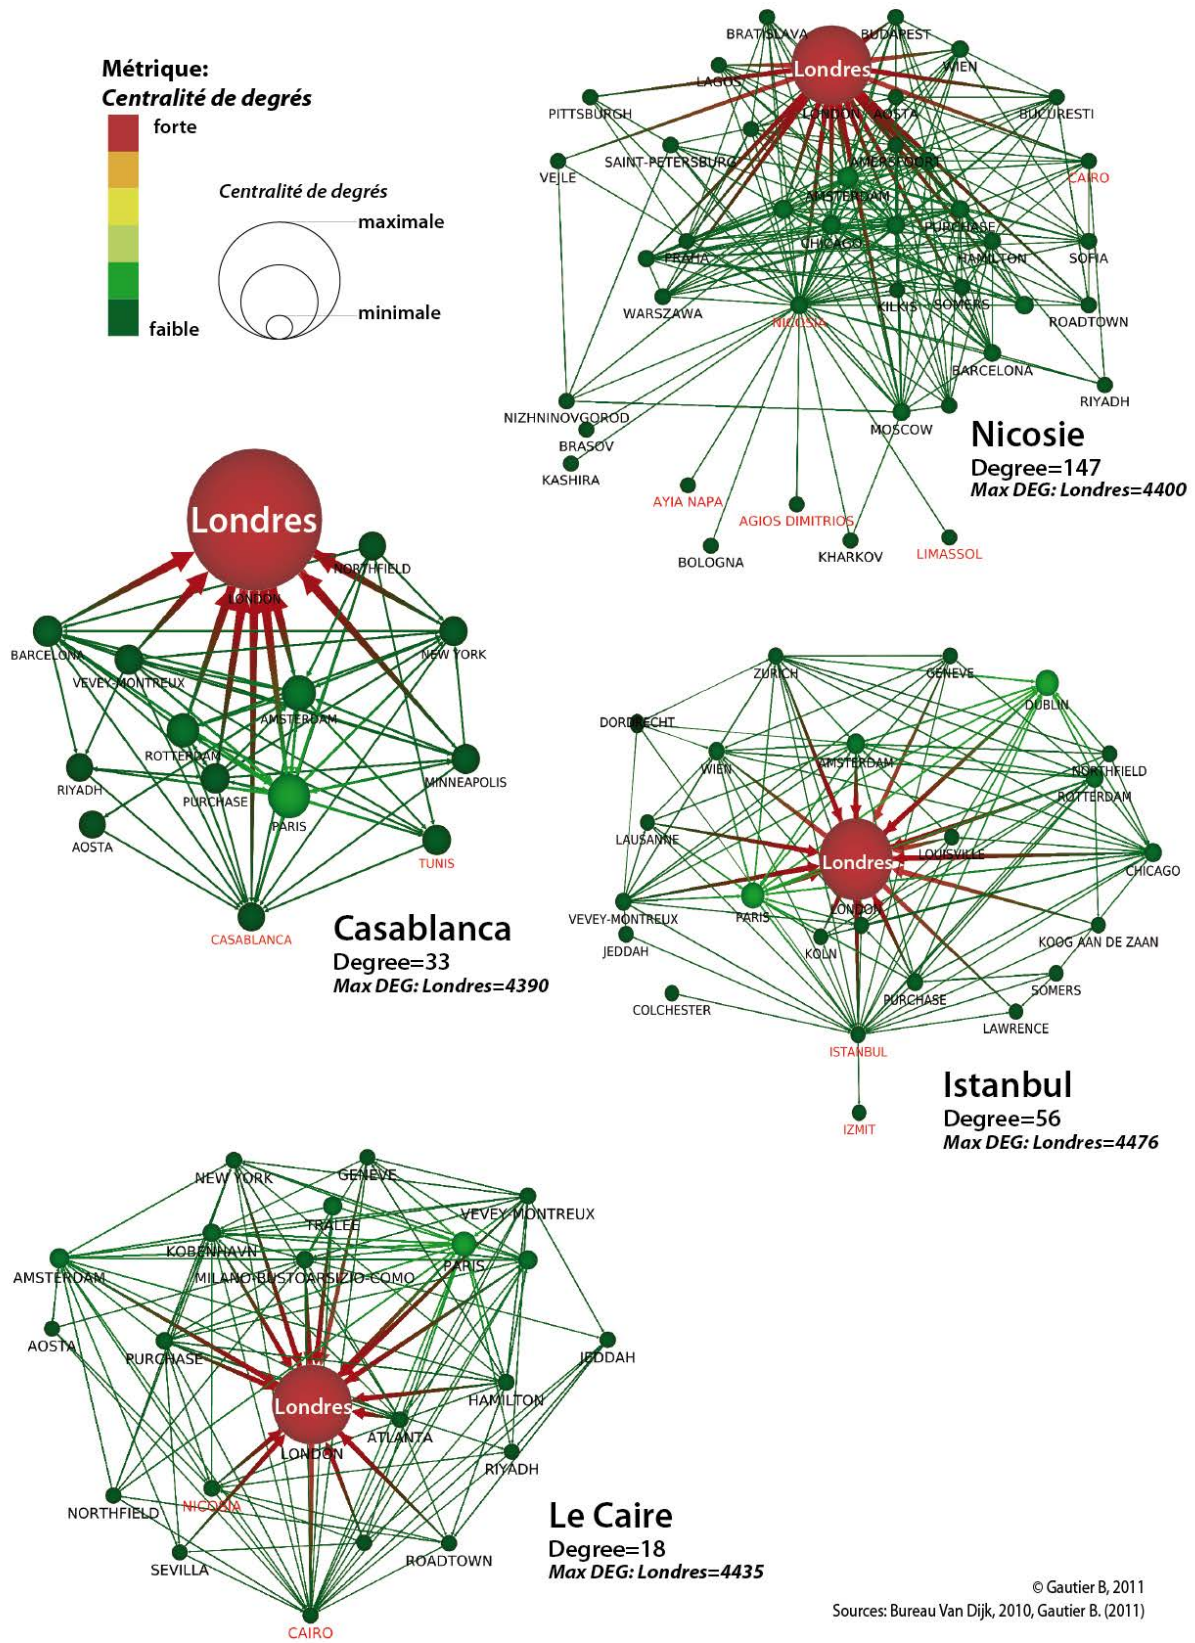 Métrique:
Centralité de degrés
forte
faible
Centralité de degrés
maximale
minimale
BRATISLAVA
BUDAPEST
Londres
WIEN
LAGOS
PITTSBURGH
LONDON
AOSTA
BUCURESTI
SAINT-PETERSBURG
AMERSFOORT
VEJLE
CAIRO
AMSTERDAM
PURCHASE
CHICAGO
PRAHA
HAMILTON
SOFIA
WARSZAWA
KILKIS
SOMERS
NICOSIA
ROADTOWN
BARCELONA
RIYADH
NIZHNINOVGOROD
MOSCOW
BRASOV
KASHIRA
AYIA NAPA
AGIOS DIMITRIOS
BOLOGNA
KHARKOV
LIMASSOL
Nicosie
Degree=147
Max DEG: Londres=4400
Londres
NORTHFIELD
LONDON
BARCELONA
NEW YORK
VEVEY-MONTREUX
AMSTERDAM
ROTTERDAM
RIYADH
PURCHASE
MINNEAPOLIS
PARIS
AOSTA
TUNIS
CASABLANCA
Casablanca
Degree=33
Max DEG: Londres=4390
ZURICH
GENEVE
DUBLIN
DORDRECHT
WIEN
AMSTERDAM
NORTHFIELD
ROTTERDAM
LAUSANNE
Londres
LOUISVILLE
CHICAGO
VEVEY-MONTREUX
PARIS
LONDON
JEDDAH
KOLN
KOOG AAN DE ZAAN
SOMERS
PURCHASE
COLCHESTER
LAWRENCE
ISTANBUL
IZMIT
Istanbul
Degree=56
Max DEG: Londres=4476
NEW YORK
GENEVE
VEVEY-MONTREUX
TRALEE
KOBENHAVN
PARIS
AMSTERDAM
MILANO-BUSTOARSIZIO-COMO
AOSTA
PURCHASE
JEDDAH
HAMILTON
Londres
ATLANTA
LONDON
RIYADH
NICOSIA
NORTHFIELD
SEVILLA
ROADTOWN
CAIRO
Le Caire
Degree=18
Max DEG: Londres=4435
© Gautier B, 2011
Sources: Bureau Van Dijk, 2010, Gautier B. (2011)